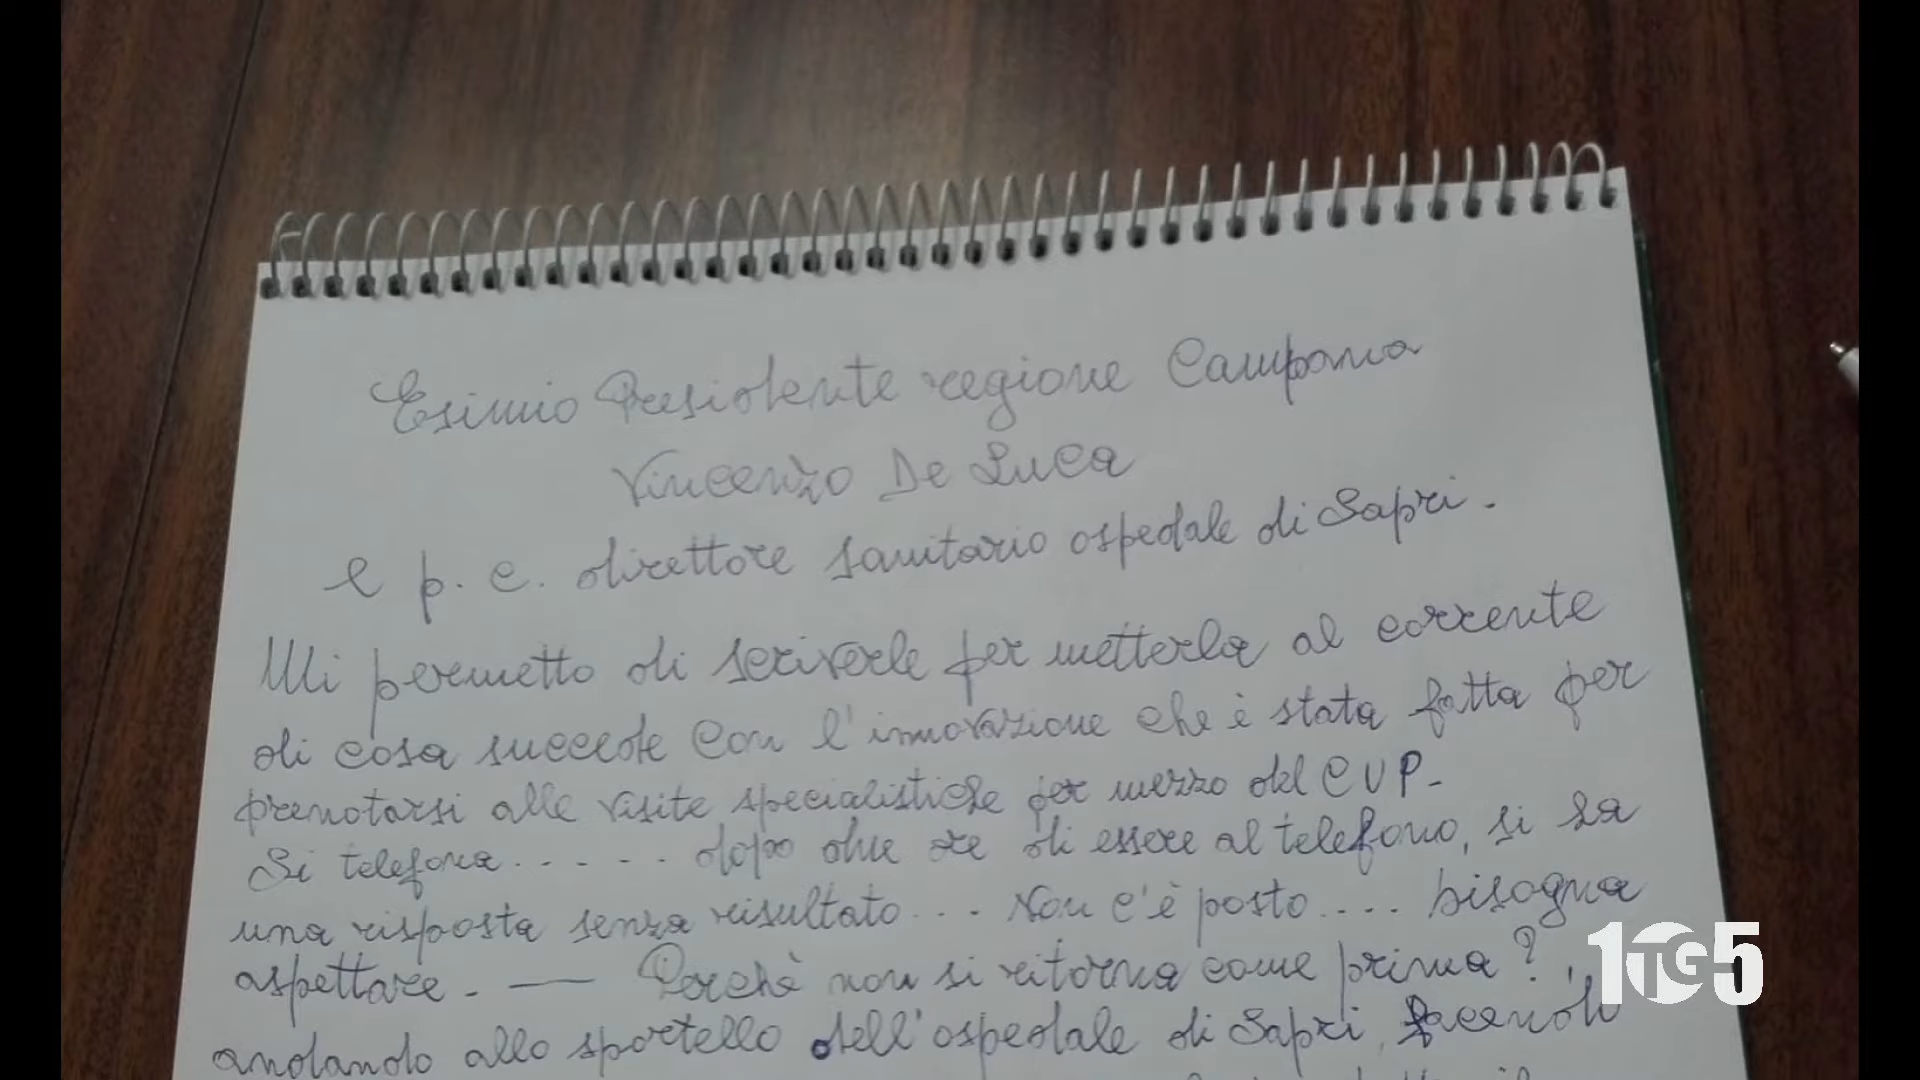 Esimio Presidente regione Campania
Vincenzo De Luca
e p. c. direttore sanitario ospedale di Sapri.
Mi permetto di scriverle per metterla al corrente
di cosa succede con l'innovazione che è stata fatta per
prenotarsi alle visite specialistiche per mezzo del CUP-
Si telefona..... dopo due ore di essere al telefono, si ha
una risposta senza risultato... Non c'è posto.... bisogna
aspettare. — Perchè non si ritorna come prima?
andando allo sportello dell'ospedale di Sapri,
105
TG